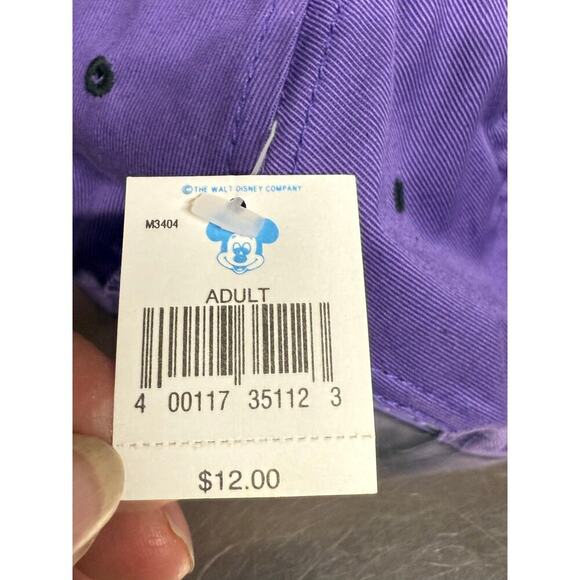 ©THE WALT DISNEY COMPANY
M3404
ADULT
4 00117 35112 3
$12.00